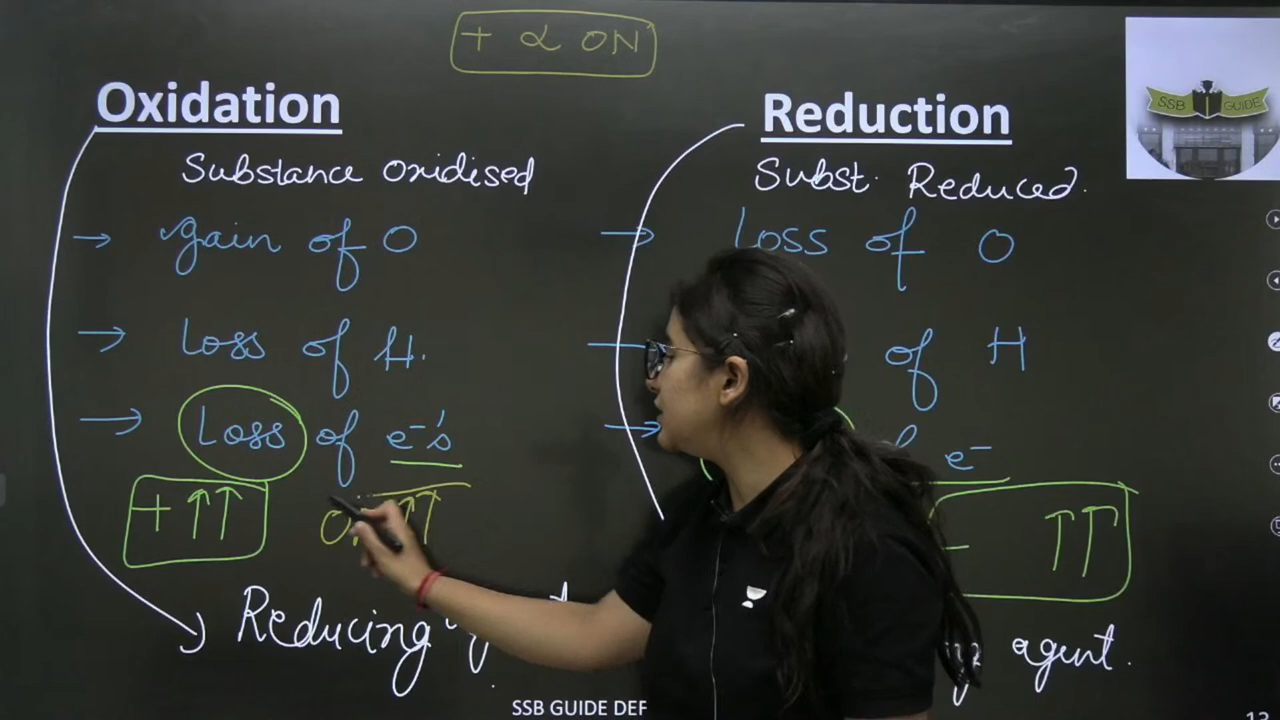 + ∝ ON
Oxidation
Substance Oxidised
→ gain of O
→ Loss of H.
→ Loss of e⁻'s
+ ↑↑
↑↑
Reducing
Reduction
Subst. Reduced.
→ Loss of O
of H
e⁻
- ↑↑
agent.
SSB GUIDE
SSB GUIDE DEF